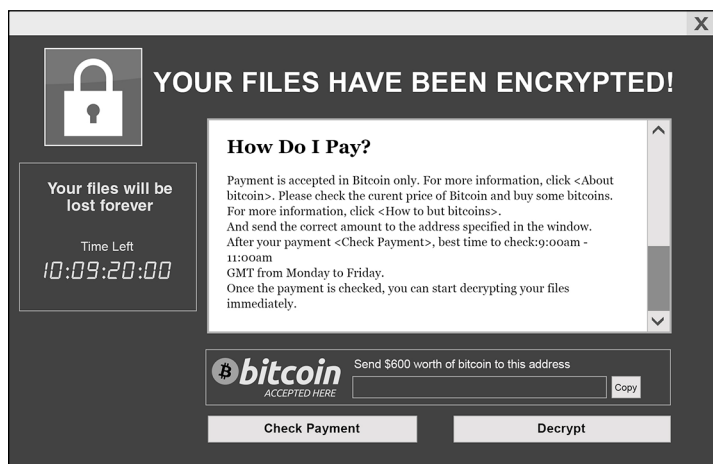 X
YOUR FILES HAVE BEEN ENCRYPTED!
Your files will be
lost forever
Time Left
10:09:20:00
How Do I Pay?
Payment is accepted in Bitcoin only. For more information, click <About
bitcoin>. Please check the curent price of Bitcoin and buy some bitcoins.
For more information, click <How to but bitcoins>.
And send the correct amount to the address specified in the window.
After your payment <Check Payment>, best time to check:9:00am -
11:00am
GMT from Monday to Friday.
Once the payment is checked, you can start decrypting your files
immediately.
bitcoin
ACCEPTED HERE
Send $600 worth of bitcoin to this address
Copy
Check Payment
Decrypt